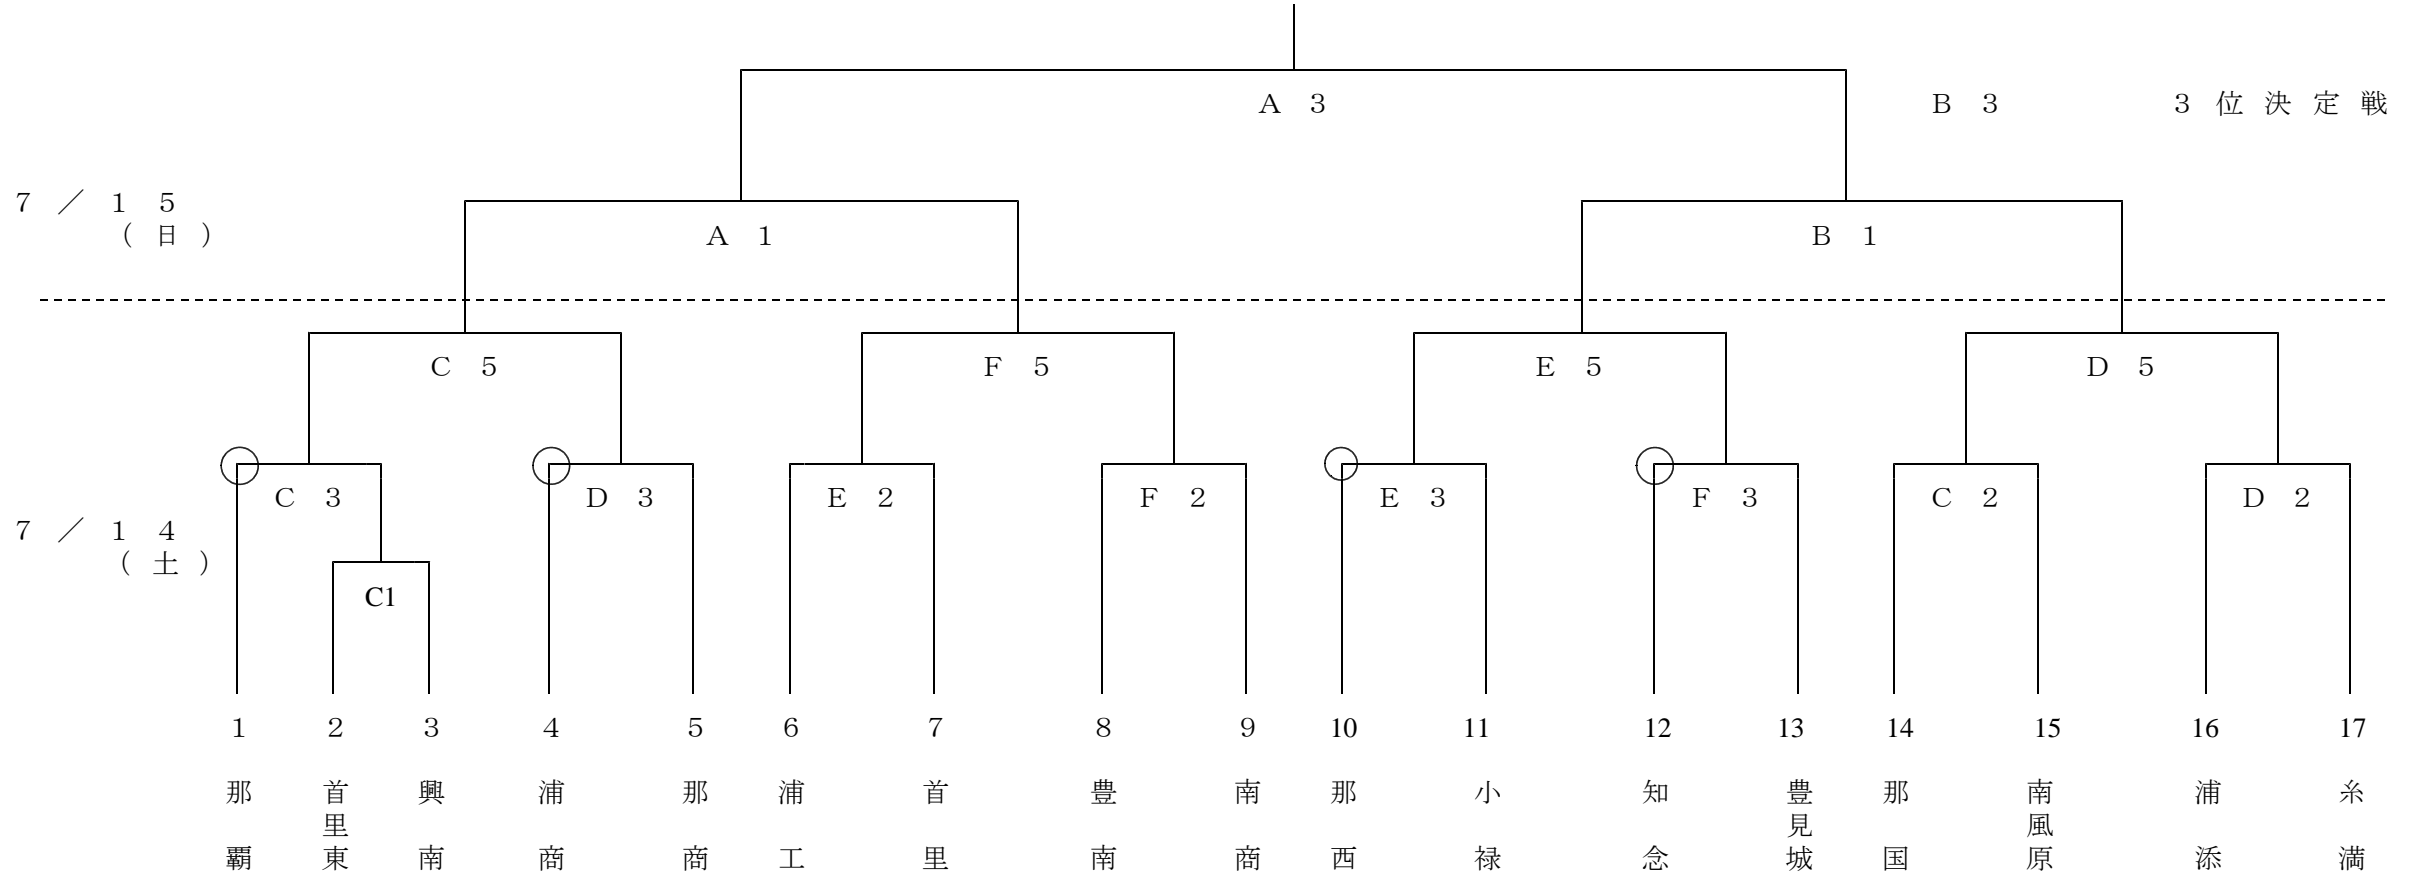 Ａ ３
Ｂ ３ ３位決定戦
７／１５
（日）
Ａ １
Ｂ １
Ｃ ５
Ｆ ５
Ｅ ５
Ｄ ５
Ｃ ３
Ｄ ３
Ｅ ２
Ｆ ２
Ｅ ３
Ｆ ３
Ｃ ２
Ｄ ２
７／１４
（土）
C1
１ ２ ３ ４ ５ ６ ７ ８ ９ 10 11 12 13 14 15 16 17
那覇
首里東
興南
浦商
那商
浦工
首里
豊南
南商
那西
小禄
知念
豊見城
那国
南風原
浦添
糸満